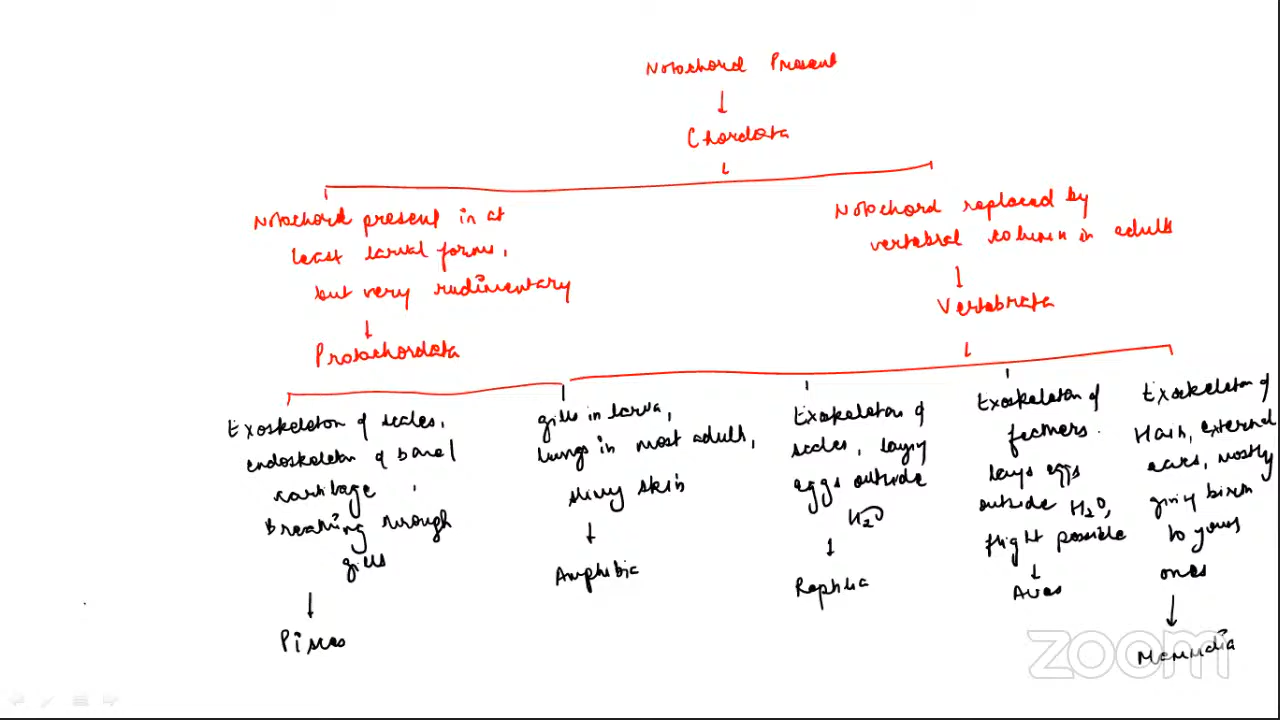 Notochord Present
Chordata
Notochord present in at
least larval forms,
but very rudimentary
Protochordata
Notochord replaced by
vertebral column in adults
Vertebrata
Exoskeleton of scales,
endoskeleton of bone/
cartilage,
Breathing through
gills
Pisces
gills in larva,
lungs in most adult,
slimy skin
Amphibia
Exoskeleton of
scales, laying
eggs outside
H₂O
Reptilia
Exoskeleton of
feathers.
lays eggs
outside H₂O,
flight possible
Aves
Exoskeleton of
Hair, external
ears, mostly
giving birth
to young
ones
Mammalia
zoom